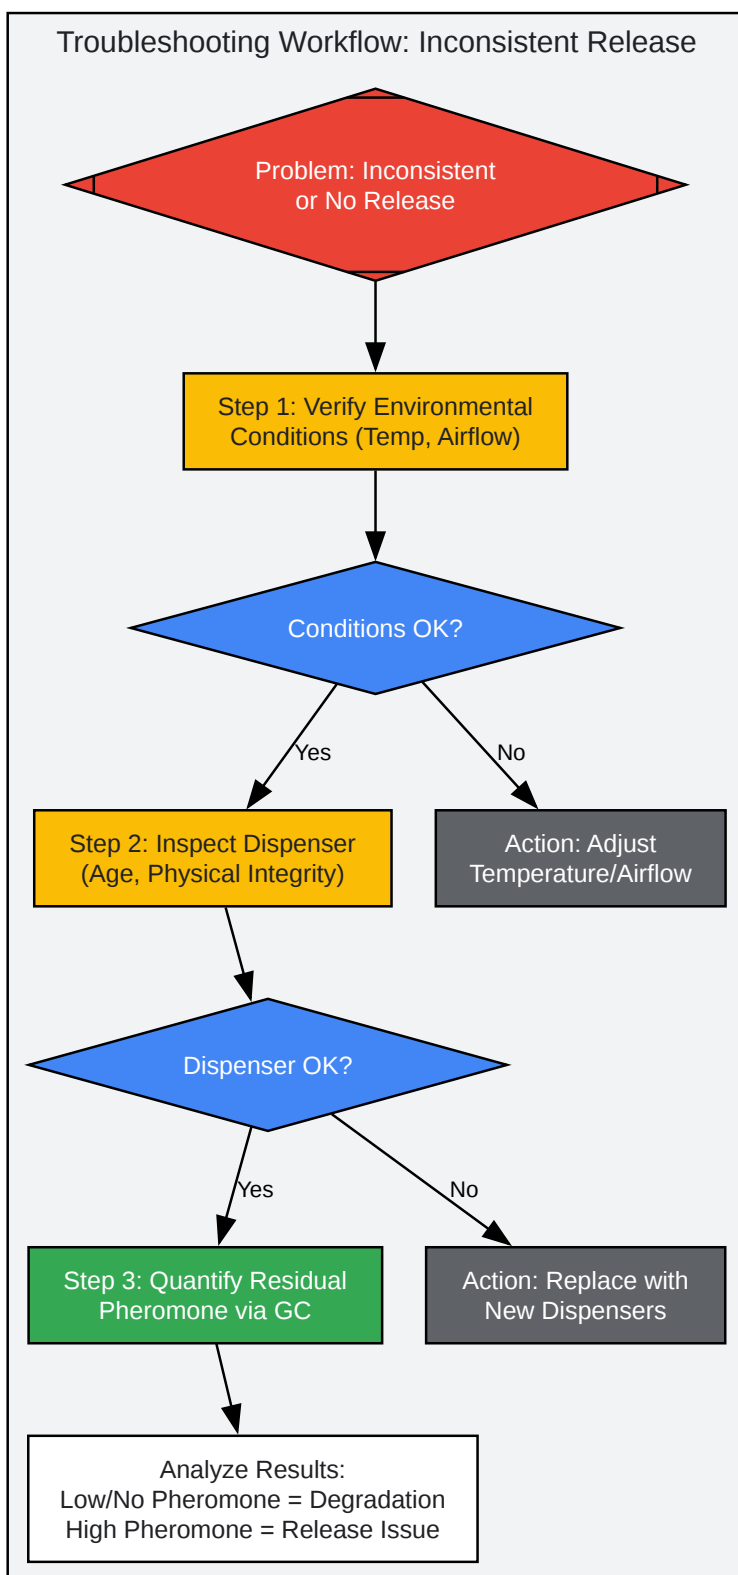 Troubleshooting Workflow: Inconsistent Release
Problem: Inconsistent
or No Release
Step 1: Verify Environmental
Conditions (Temp, Airflow)
Conditions OK?
Yes
No
Step 2: Inspect Dispenser
(Age, Physical Integrity)
Action: Adjust
Temperature/Airflow
Dispenser OK?
Yes
No
Step 3: Quantify Residual
Pheromone via GC
Action: Replace with
New Dispensers
Analyze Results:
Low/No Pheromone = Degradation
High Pheromone = Release Issue